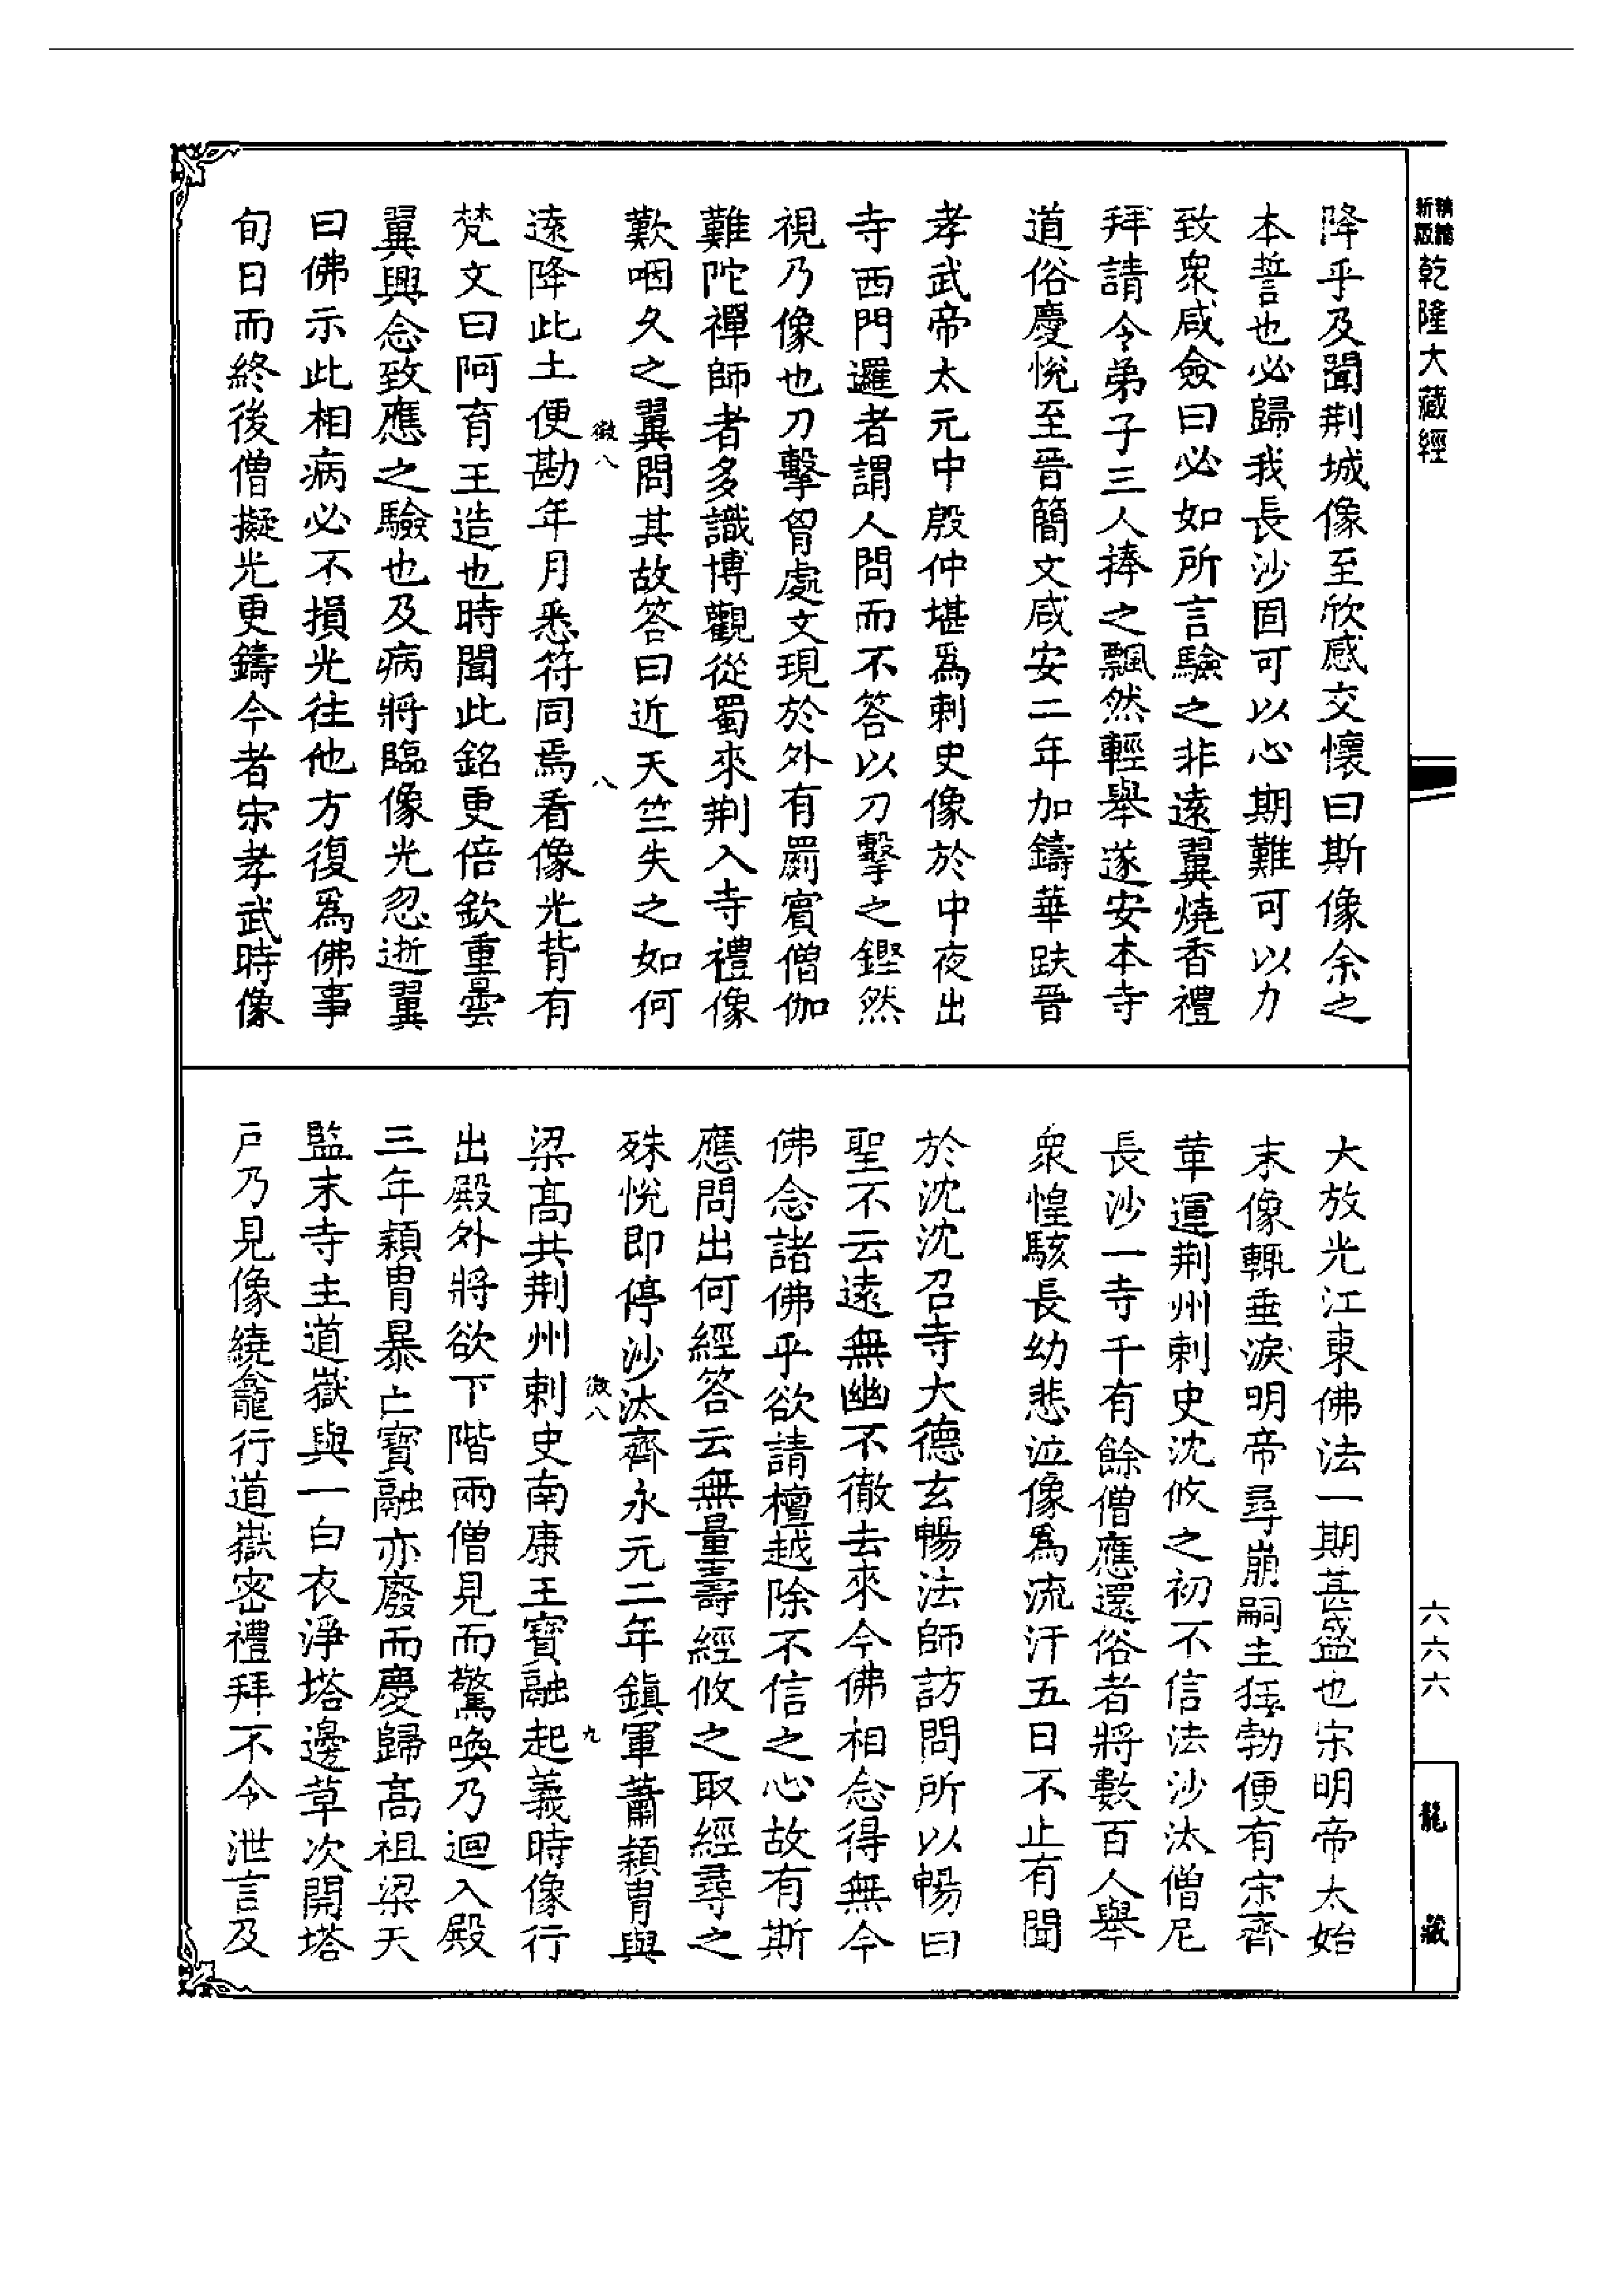 精縮
新版
乾隆大藏經
降乎及聞荆城像至欣感交懷曰斯像余之
本誓也必歸我長沙固可以心期難可以力
致衆咸僉曰必如所言驗之非遠翼燒香禮
拜請令弟子三人捧之飄然輕舉遂安本寺
道俗慶悅至晉簡文咸安二年加鑄華趺晉
孝武帝太元中殷仲堪爲刺史像於中夜出
寺西門邏者謂人問而不答以刀擊之鏗然
視乃像也刀擊胷處文現於外有罽賓僧伽
難陀禪師者多識博觀從蜀來荆入寺禮像
歎咽久之翼問其故答曰近天竺失之如何
徵八
八
遠降此土便勘年月悉符同焉看像光背有
梵文曰阿育王造也時聞此銘更倍欽重曇
翼興念致應之驗也及病將臨像光忽逝翼
曰佛示此相病必不損光往他方復爲佛事
旬日而終後僧擬光更鑄今者宋孝武時像
大放光江東佛法一期甚盛也宋明帝太始
末像輒垂淚明帝尋崩嗣主狂勃便有宋齊
革運荆州刺史沈攸之初不信法沙汰僧尼
長沙一寺千有餘僧應還俗者將數百人舉
衆惶駭長幼悲泣像爲流汗五日不止有聞
於沈沈召寺大德玄暢法師訪問所以暢曰
聖不云遠無幽不徹去來今佛相念得無今
佛念諸佛乎欲請檀越除不信之心故有斯
應問出何經答云無量壽經攸之取經尋之
殊悅即停沙汰齊永元二年鎮軍蕭穎胄與
徵八
九
梁高共荆州刺史南康王寶融起義時像行
出殿外將欲下階兩僧見而驚喚乃迴入殿
三年穎胄暴亡寶融亦廢而慶歸高祖梁天
監末寺主道嶽與一白衣淨塔邊草次開塔
戸乃見像繞龕行道嶽密禮拜不令泄言及
六六六
龍藏